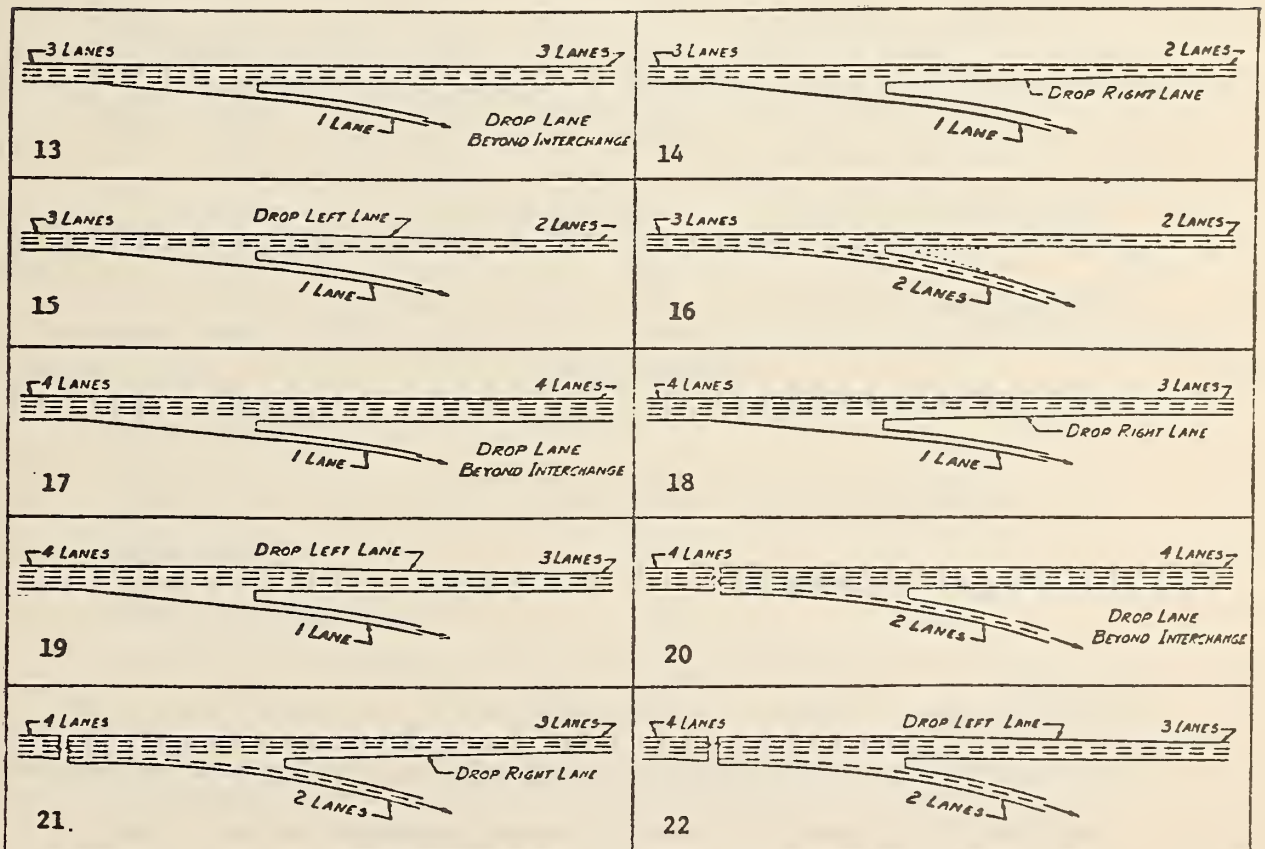 3 LANES
3 LANES
1 LANE
DROP LANE
BEYOND INTERCHANGE
13
3 LANES
2 LANES
DROP RIGHT LANE
1 LANE
14
3 LANES
DROP LEFT LANE
2 LANES
1 LANE
15
3 LANES
2 LANES
2 LANES
16
4 LANES
4 LANES
1 LANE
DROP LANE
BEYOND INTERCHANGE
17
4 LANES
3 LANES
DROP RIGHT LANE
1 LANE
18
4 LANES
DROP LEFT LANE
3 LANES
1 LANE
19
4 LANES
4 LANES
2 LANES
DROP LANE
BEYOND INTERCHANGE
20
4 LANES
3 LANES
DROP RIGHT LANE
2 LANES
21.
4 LANES
DROP LEFT LANE
3 LANES
2 LANES
22